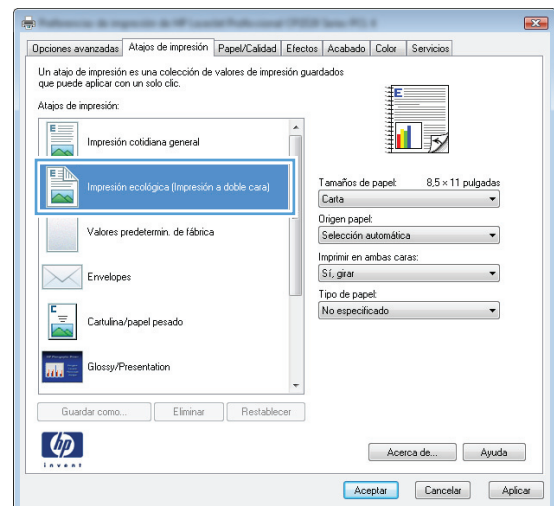 Opciones avanzadas Atajos de impresión Papel/Calidad Efectos Acabado Color Servicios
Un atajo de impresión es una colección de valores de impresión guardados
que puede aplicar con un solo clic.
Atajos de impresión:
Impresión cotidiana general
Impresión ecológica (Impresión a doble cara)
Valores predetermin. de fábrica
Envelopes
Cartulina/papel pesado
Glossy/Presentation
Guardar como... Eliminar Restablecer
E
Tamaños de papel: 8,5 × 11 pulgadas
Carta
Origen papel:
Selección automática
Imprimir en ambas caras:
Sí, girar
Tipo de papel:
No especificado
hp
invent
Acerca de... Ayuda
Aceptar Cancelar Aplicar